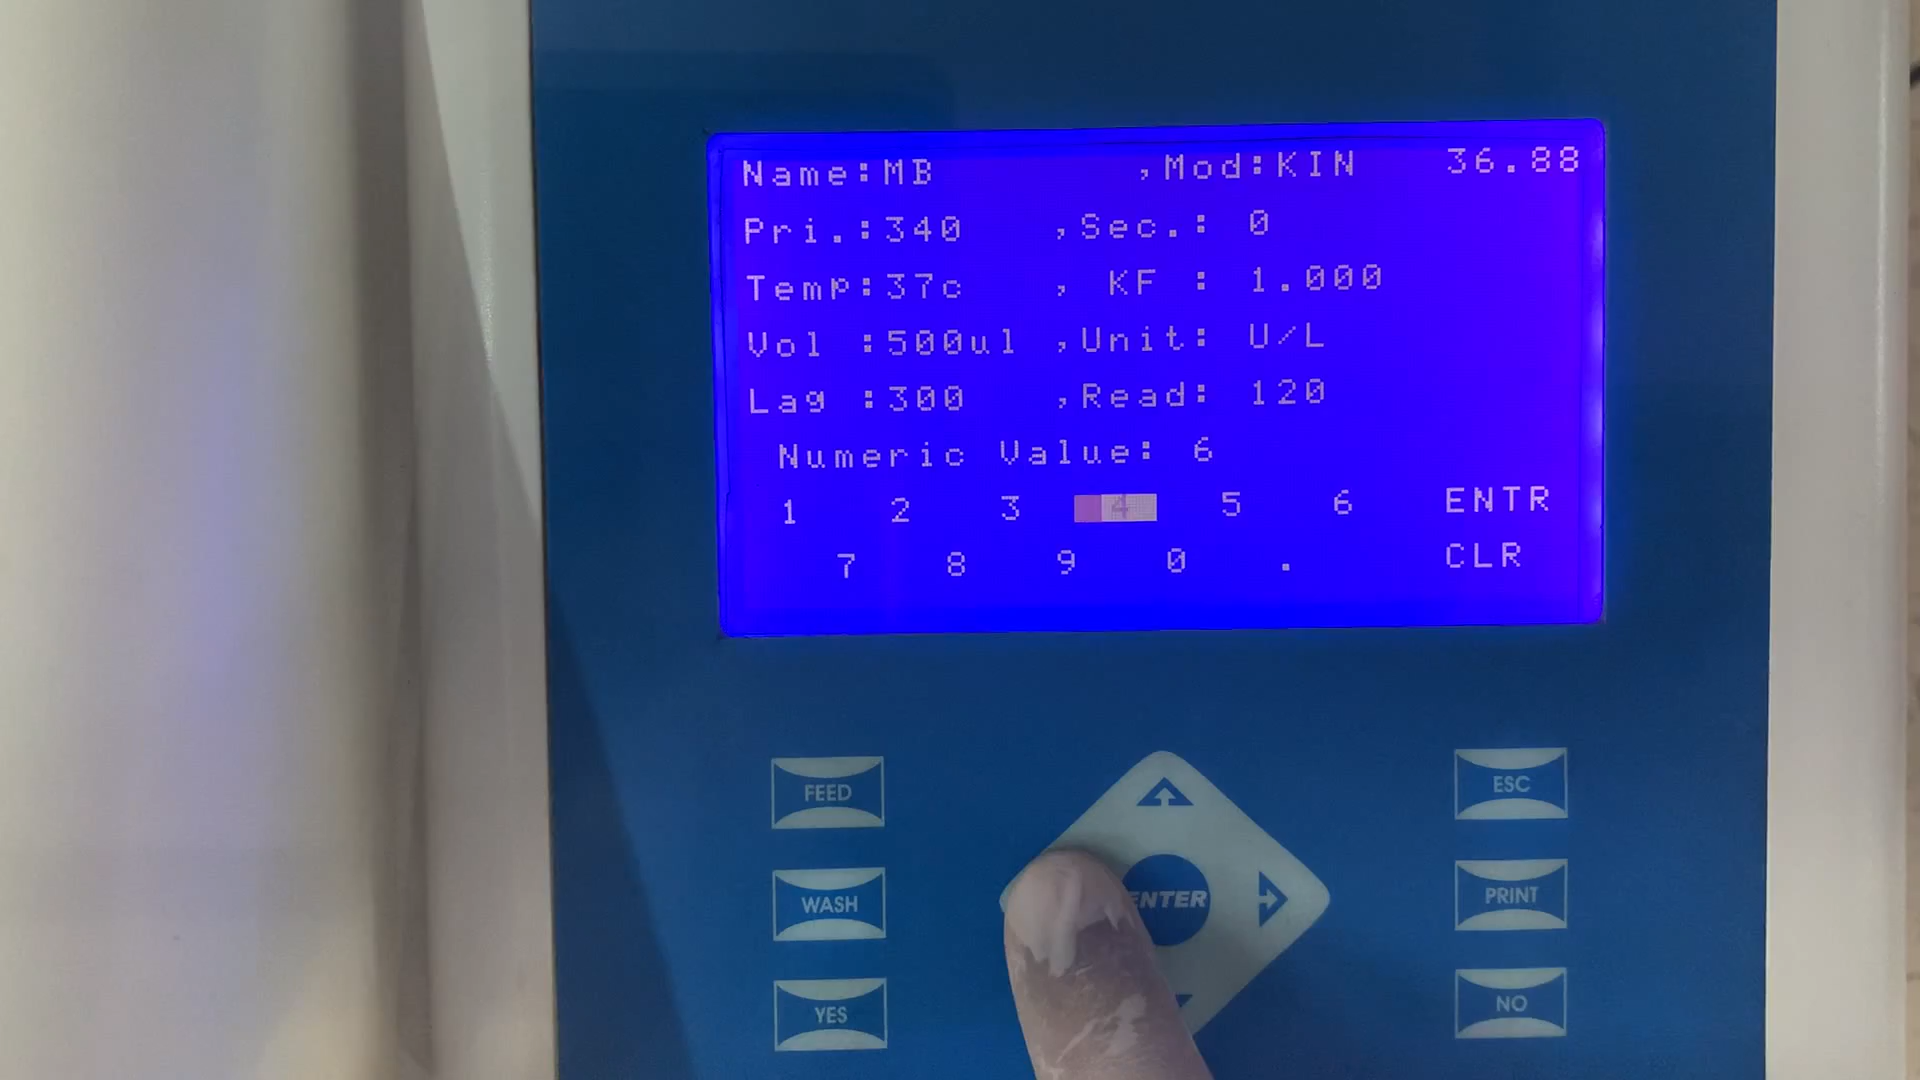 Name:MB ,Mod:KIN 36.88
Pri.:340 ,Sec.: 0
Temp:37c , KF : 1.000
Vol :500ul ,Unit: U/L
Lag :300 ,Read: 120
Numeric Value: 6
1 2 3 4 5 6 ENTR
7 8 9 0 . CLR
FEED
ESC
WASH
ENTER
PRINT
YES
NO